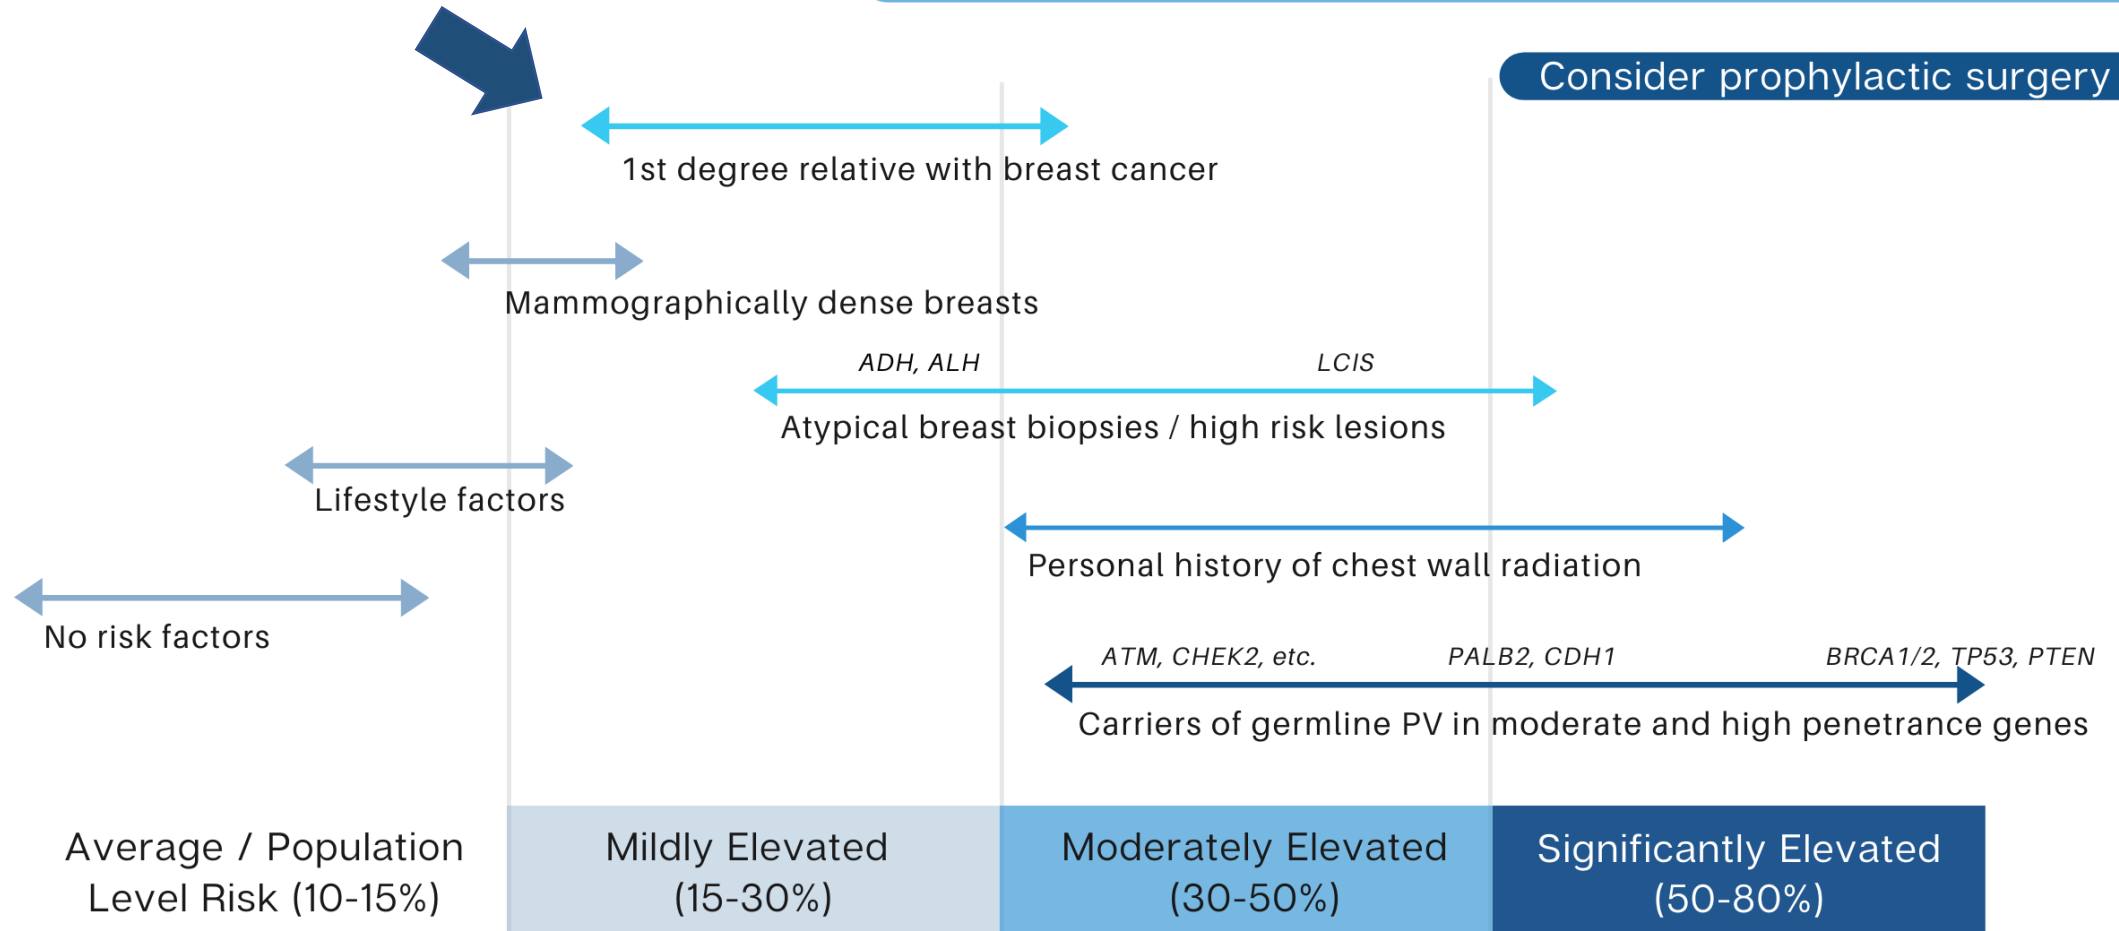 Consider prophylactic surgery
1st degree relative with breast cancer
Mammographically dense breasts
ADH, ALH
LCIS
Atypical breast biopsies / high risk lesions
Lifestyle factors
Personal history of chest wall radiation
No risk factors
ATM, CHEK2, etc.
PALB2, CDH1
BRCA1/2, TP53, PTEN
Carriers of germline PV in moderate and high penetrance genes
Average / Population
Level Risk (10-15%)
Mildly Elevated
(15-30%)
Moderately Elevated
(30-50%)
Significantly Elevated
(50-80%)